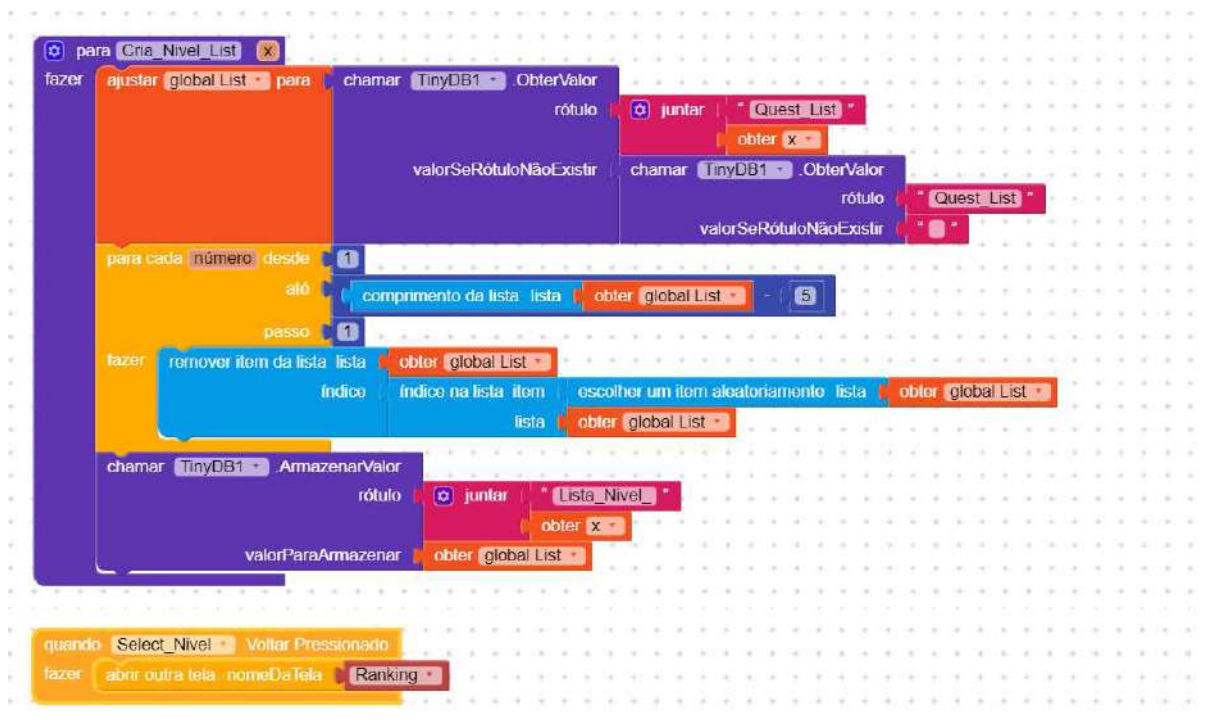 para Cria_Nivel_List x
fazer ajustar global List para chamar TinyDB1 .ObterValor
rótulo juntar " Quest_List "
obter x
valorSeRótuloNãoExistir chamar TinyDB1 .ObterValor
rótulo " Quest_List "
valorSeRótuloNãoExistir " "
para cada número desde 1
até comprimento da lista lista obter global List - 5
passo 1
fazer remover item da lista lista obter global List
índice índice na lista item escolher um item aleatoriamente lista obter global List
lista obter global List
chamar TinyDB1 .ArmazenarValor
rótulo juntar " Lista_Nivel_ "
obter x
valorParaArmazenar obter global List
quando Select_Nivel Voltar Pressionado
fazer abrir outra tela nomeDaTela Ranking